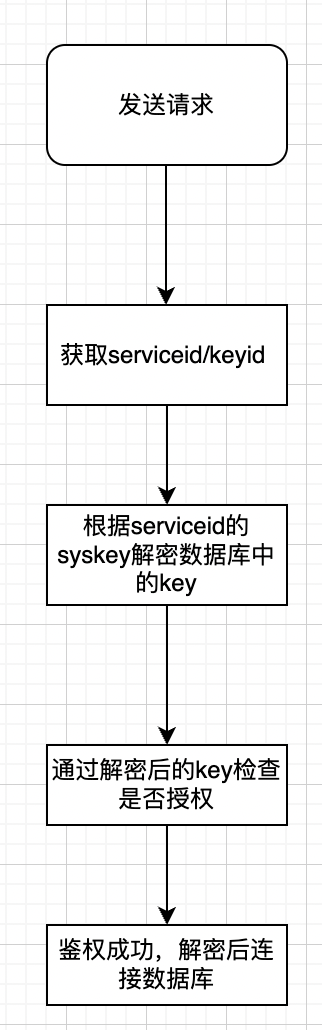 发送请求
获取serviceid/keyid
根据serviceid的
syskey解密数据库中
的key
通过解密后的key检查
是否授权
鉴权成功，解密后连
接数据库